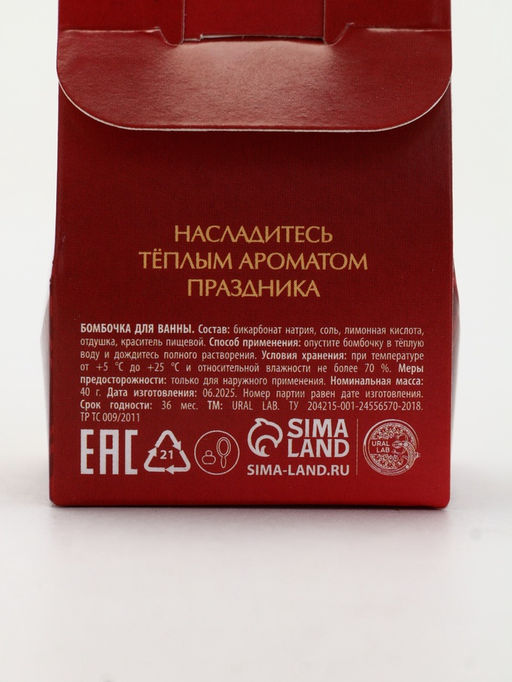 НАСЛАДИТЕСЬ
ТЁПЛЫМ АРОМАТОМ
ПРАЗДНИКА
БОМБОЧКА ДЛЯ ВАННЫ. Состав: бикарбонат натрия, соль, лимонная кислота,
отдушка, краситель пищевой. Способ применения: опустите бомбочку в тёплую
воду и дождитесь полного растворения. Условия хранения: при температуре
от +5 °С до +25 °С и относительной влажности не более 70 %. Меры
предосторожности: только для наружного применения. Номинальная масса:
40 г. Дата изготовления: 06.2025. Номер партии равен дате изготовления.
Срок годности: 36 мес. ТМ: URAL LAB. ТУ 204215-001-24556570-2018.
ТР ТС 009/2011
EAC
21
SIMA
LAND
SIMA-LAND.RU
URAL
LAB